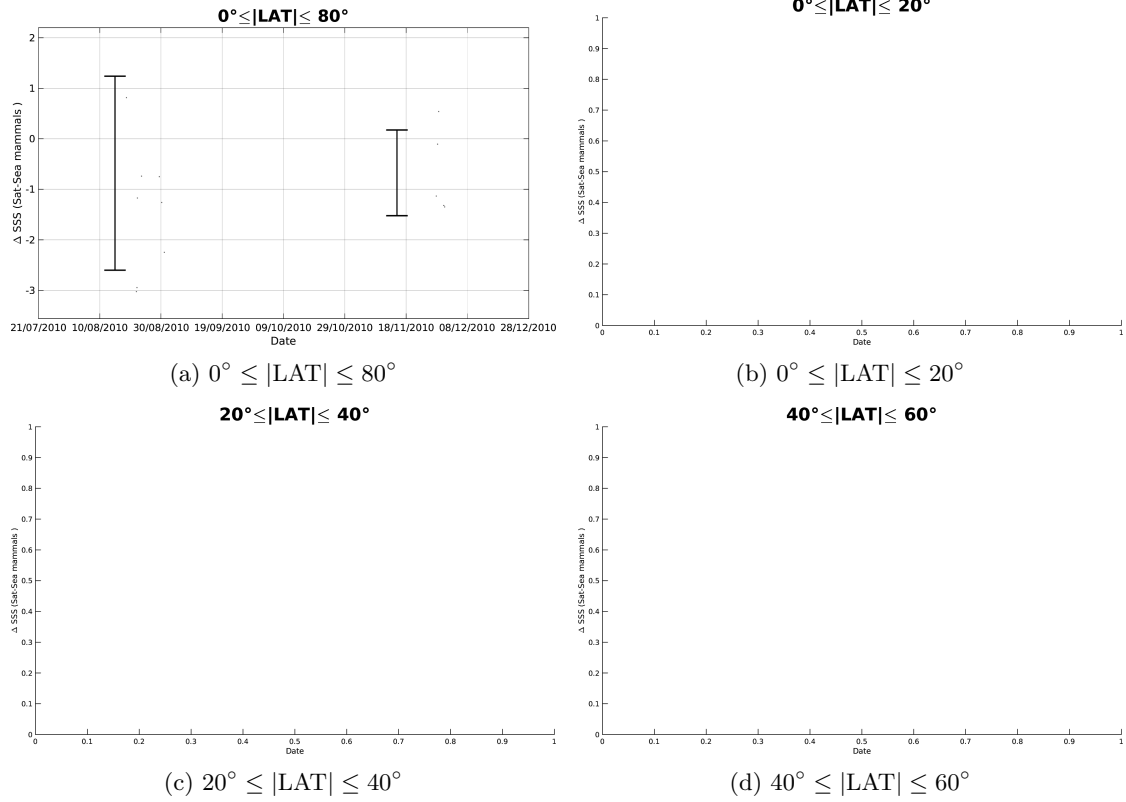 0°≤|LAT|≤ 80°
2
1
0
-1
-2
-3
Δ SSS (Sat-Sea mammals )
21/07/2010 10/08/2010 30/08/2010 19/09/2010 09/10/2010 29/10/2010 18/11/2010 08/12/2010 28/12/2010
Date
(a) 0° ≤ |LAT| ≤ 80°
0°≤|LAT|≤ 20°
1
0.9
0.8
0.7
0.6
0.5
0.4
0.3
0.2
0.1
0
Δ SSS (Sat-Sea mammals )
0 0.1 0.2 0.3 0.4 0.5 0.6 0.7 0.8 0.9 1
Date
(b) 0° ≤ |LAT| ≤ 20°
20°≤|LAT|≤ 40°
1
0.9
0.8
0.7
0.6
0.5
0.4
0.3
0.2
0.1
0
Δ SSS (Sat-Sea mammals )
0 0.1 0.2 0.3 0.4 0.5 0.6 0.7 0.8 0.9 1
Date
(c) 20° ≤ |LAT| ≤ 40°
40°≤|LAT|≤ 60°
1
0.9
0.8
0.7
0.6
0.5
0.4
0.3
0.2
0.1
0
Δ SSS (Sat-Sea mammals )
0 0.1 0.2 0.3 0.4 0.5 0.6 0.7 0.8 0.9 1
Date
(d) 40° ≤ |LAT| ≤ 60°